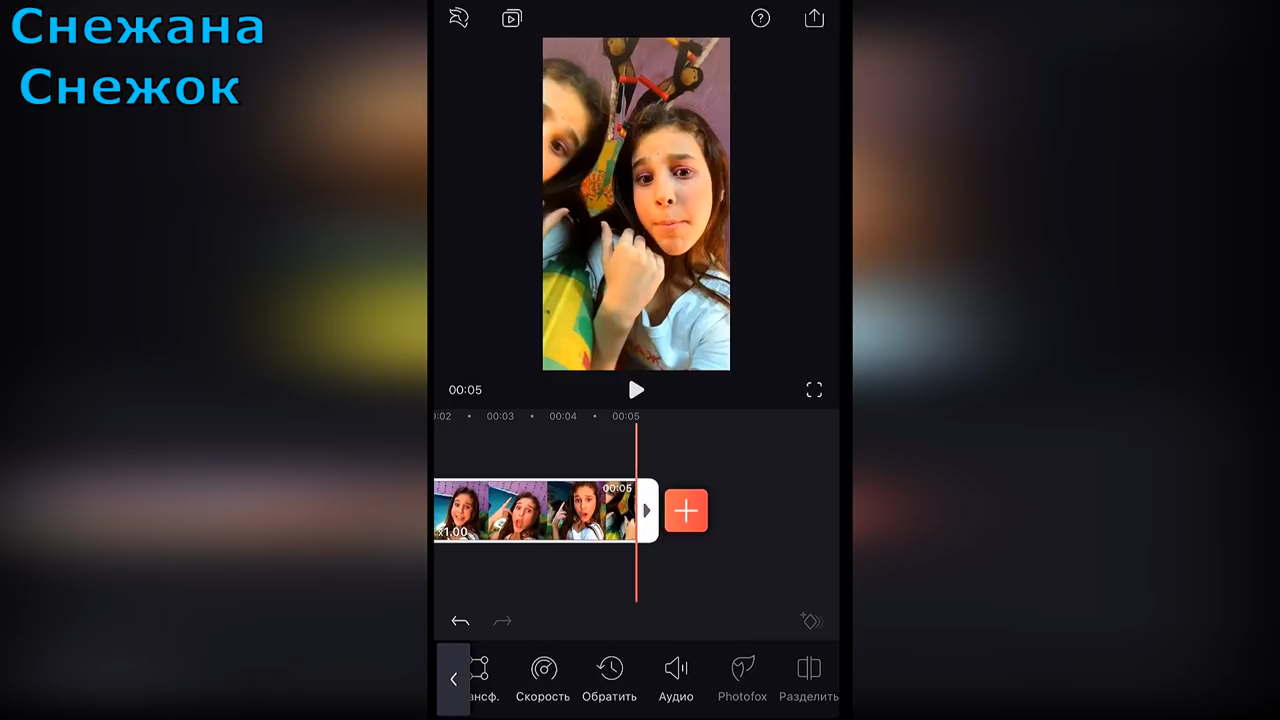 Снежана
Снежок
?
00:05
:02
00:03
00:04
00:05
00:05
x1.00
нсф.
Скорость
Обратить
Аудио
Photofox
Разделить